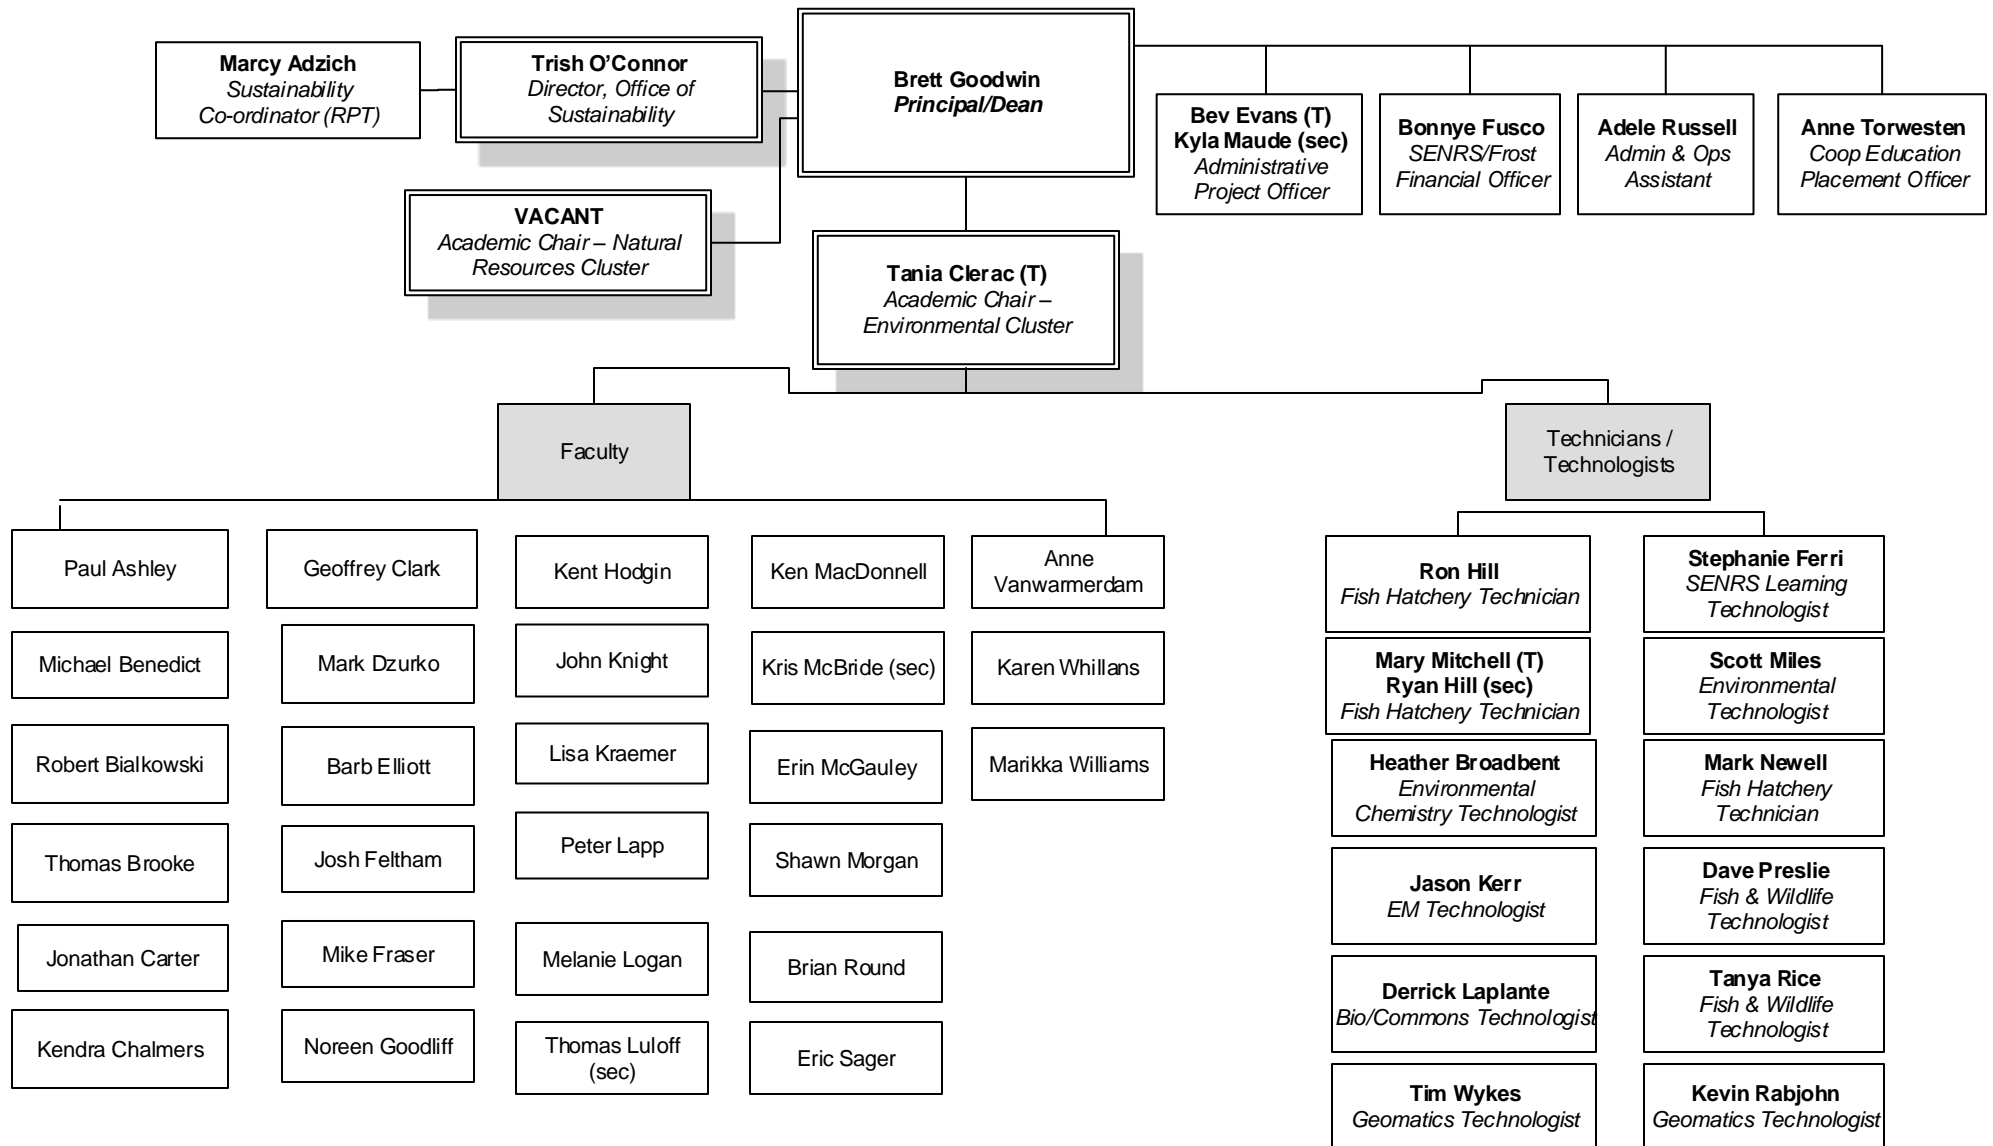 Marcy Adzich
Sustainability
Co-ordinator (RPT)
Trish O’Connor
Director, Office of
Sustainability
Brett Goodwin
Principal/Dean
Bev Evans (T)
Kyla Maude (sec)
Administrative
Project Officer
Bonnye Fusco
SENRS/Frost
Financial Officer
Adele Russell
Admin & Ops
Assistant
Anne Torwesten
Coop Education
Placement Officer
VACANT
Academic Chair – Natural
Resources Cluster
Tania Clerac (T)
Academic Chair –
Environmental Cluster
Faculty
Technicians /
Technologists
Paul Ashley
Michael Benedict
Robert Bialkowski
Thomas Brooke
Jonathan Carter
Kendra Chalmers
Geoffrey Clark
Mark Dzurko
Barb Elliott
Josh Feltham
Mike Fraser
Noreen Goodliff
Kent Hodgin
John Knight
Lisa Kraemer
Peter Lapp
Melanie Logan
Thomas Luloff
(sec)
Ken MacDonnell
Kris McBride (sec)
Erin McGauley
Shawn Morgan
Brian Round
Eric Sager
Anne
Vanwarmerdam
Karen Whillans
Marikka Williams
Ron Hill
Fish Hatchery Technician
Mary Mitchell (T)
Ryan Hill (sec)
Fish Hatchery Technician
Heather Broadbent
Environmental
Chemistry Technologist
Jason Kerr
EM Technologist
Derrick Laplante
Bio/Commons Technologist
Tim Wykes
Geomatics Technologist
Stephanie Ferri
SENRS Learning
Technologist
Scott Miles
Environmental
Technologist
Mark Newell
Fish Hatchery
Technician
Dave Preslie
Fish & Wildlife
Technologist
Tanya Rice
Fish & Wildlife
Technologist
Kevin Rabjohn
Geomatics Technologist